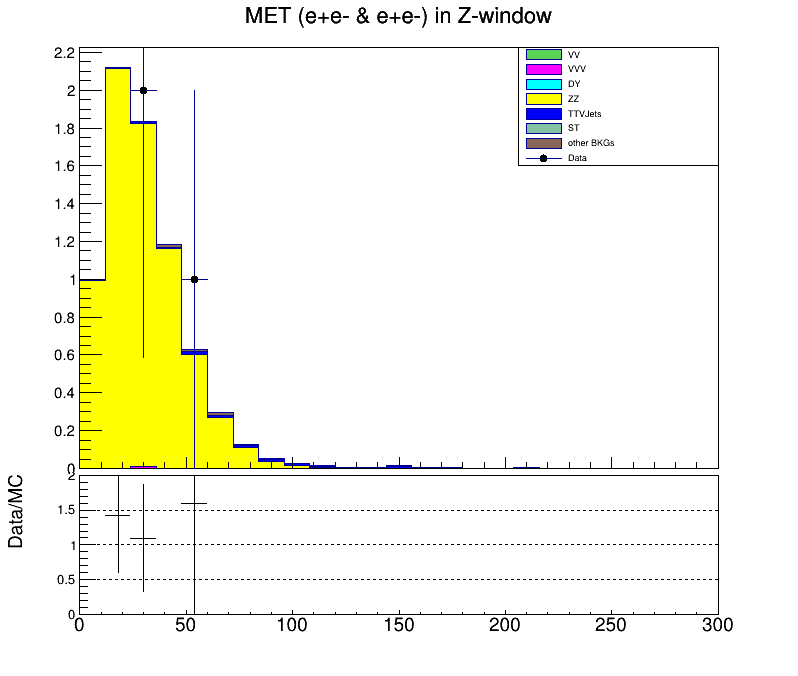 MET (e+e- & e+e-) in Z-window
2.2
2
1.8
1.6
1.4
1.2
1
0.8
0.6
0.4
0.2
0
VV
VVV
DY
ZZ
TTVJets
ST
other BKGs
Data
Data/MC
2
1.5
1
0.5
0
0 50 100 150 200 250 300